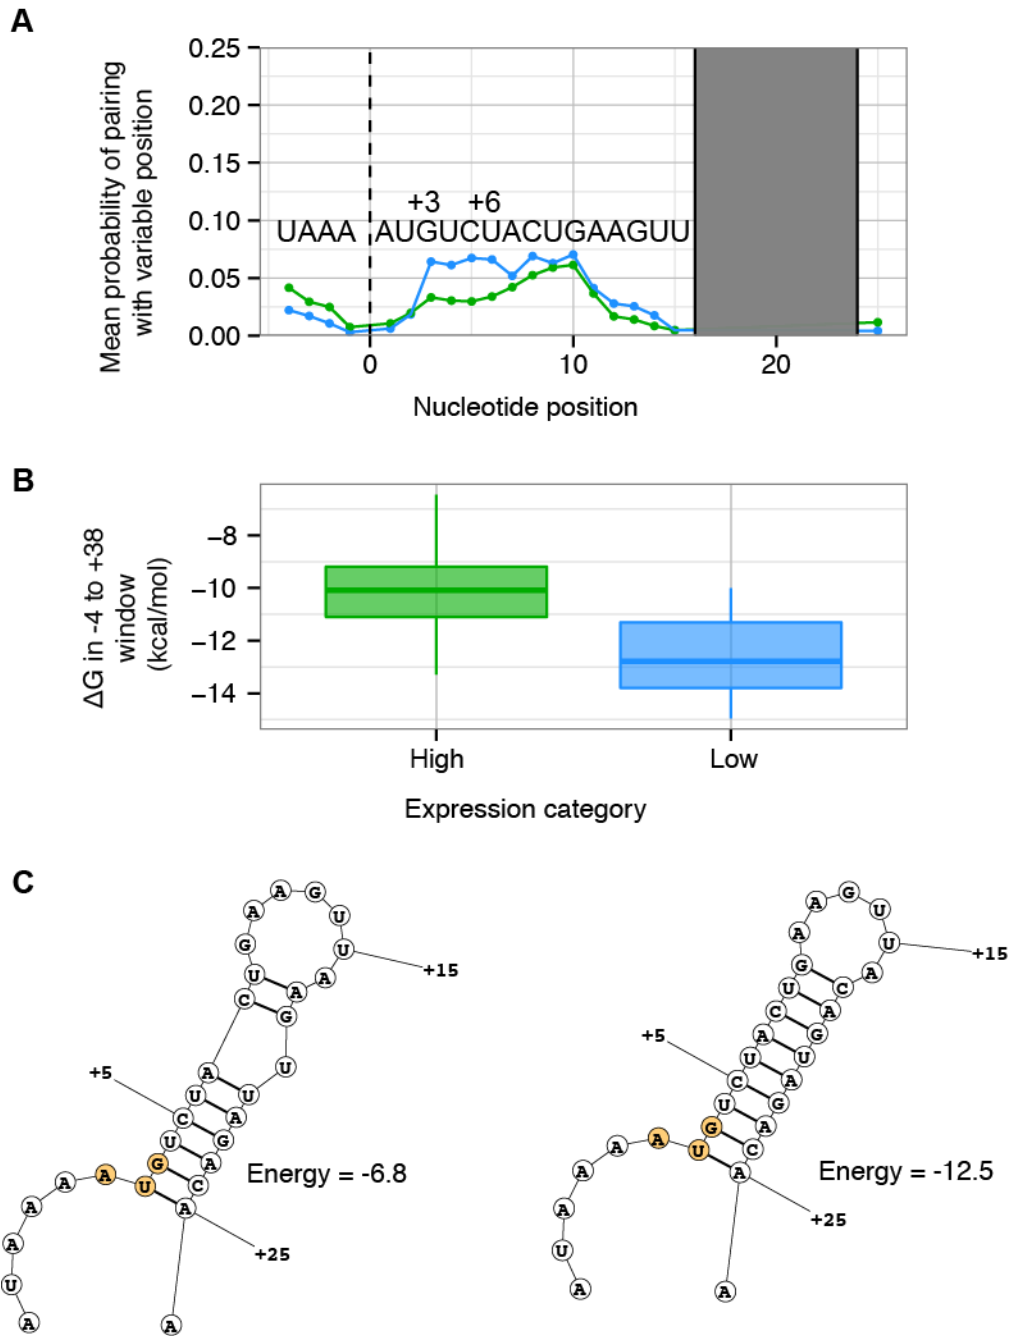 A
Mean probability of pairing
with variable position
0.25
0.20
0.15
0.10
0.05
0.00
+3 +6
UAAA AUGUCUACUGAAGUU
0 10 20
Nucleotide position
B
ΔG in -4 to +38
window
(kcal/mol)
−8
−10
−12
−14
High Low
Expression category
C
A U A A A A U G U C U A C U G A A G U U A A G U U A G A C A A
+5
+15
+25
Energy = -6.8
A U A A A A U G U C U A C U G A A G U U A C A G U A G A C A A
+5
+15
+25
Energy = -12.5